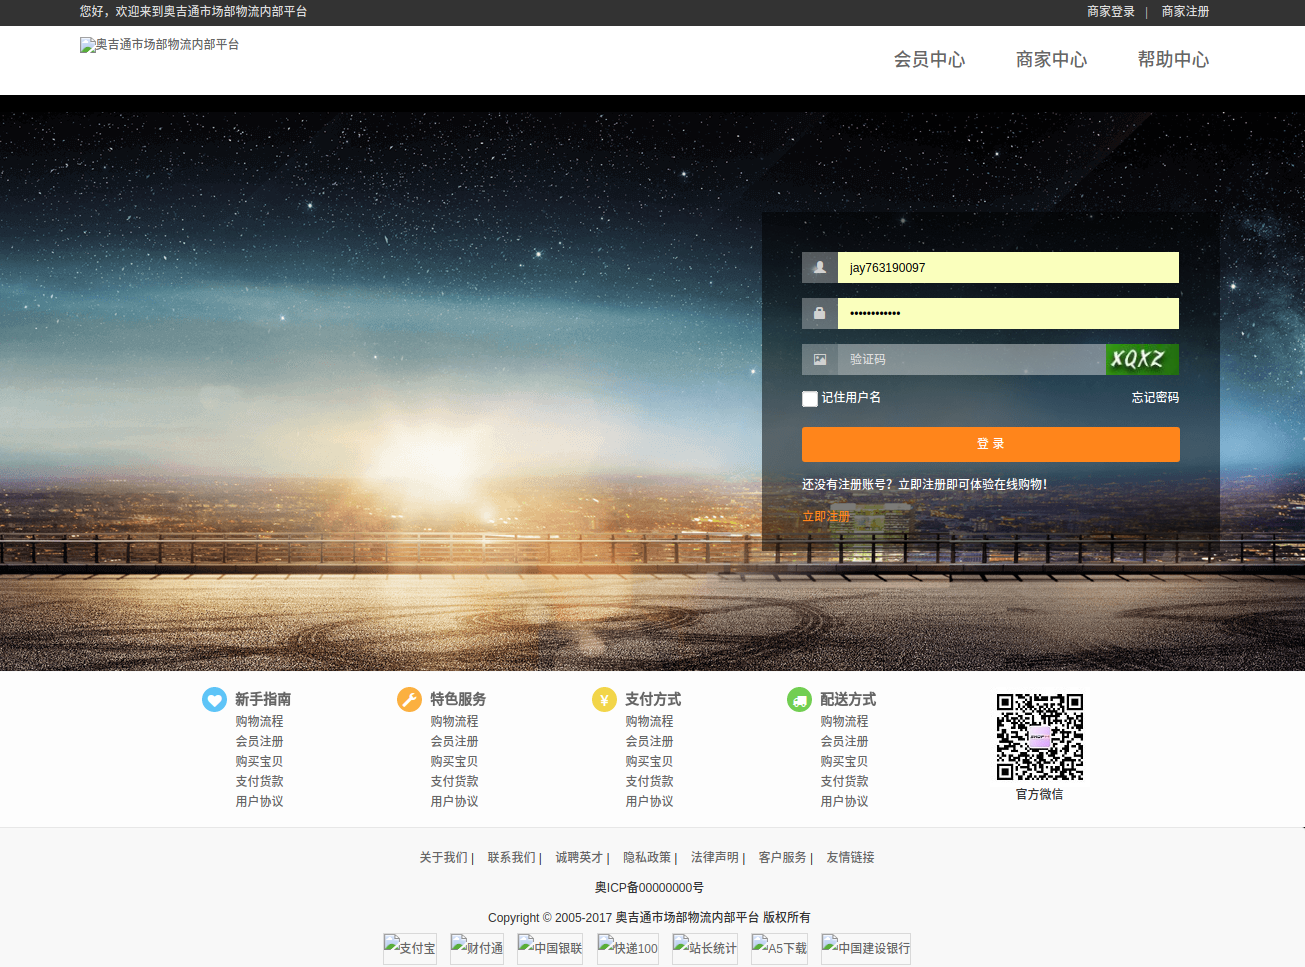 您好，欢迎来到奥吉通市场部物流内部平台 商家登录 | 商家注册
奥吉通市场部物流内部平台 会员中心 商家中心 帮助中心
jay763190097
••••••••••••
验证码 XQXZ
记住用户名 忘记密码
登 录
还没有注册账号？立即注册即可体验在线购物！
立即注册
新手指南 特色服务 ¥ 支付方式 配送方式
购物流程 购物流程 购物流程 购物流程
会员注册 会员注册 会员注册 会员注册
购买宝贝 购买宝贝 购买宝贝 购买宝贝
支付货款 支付货款 支付货款 支付货款
用户协议 用户协议 用户协议 用户协议
官方微信
关于我们 | 联系我们 | 诚聘英才 | 隐私政策 | 法律声明 | 客户服务 | 友情链接
奥ICP备00000000号
Copyright © 2005-2017 奥吉通市场部物流内部平台 版权所有
支付宝 财付通 中国银联 快递100 站长统计 A5下载 中国建设银行